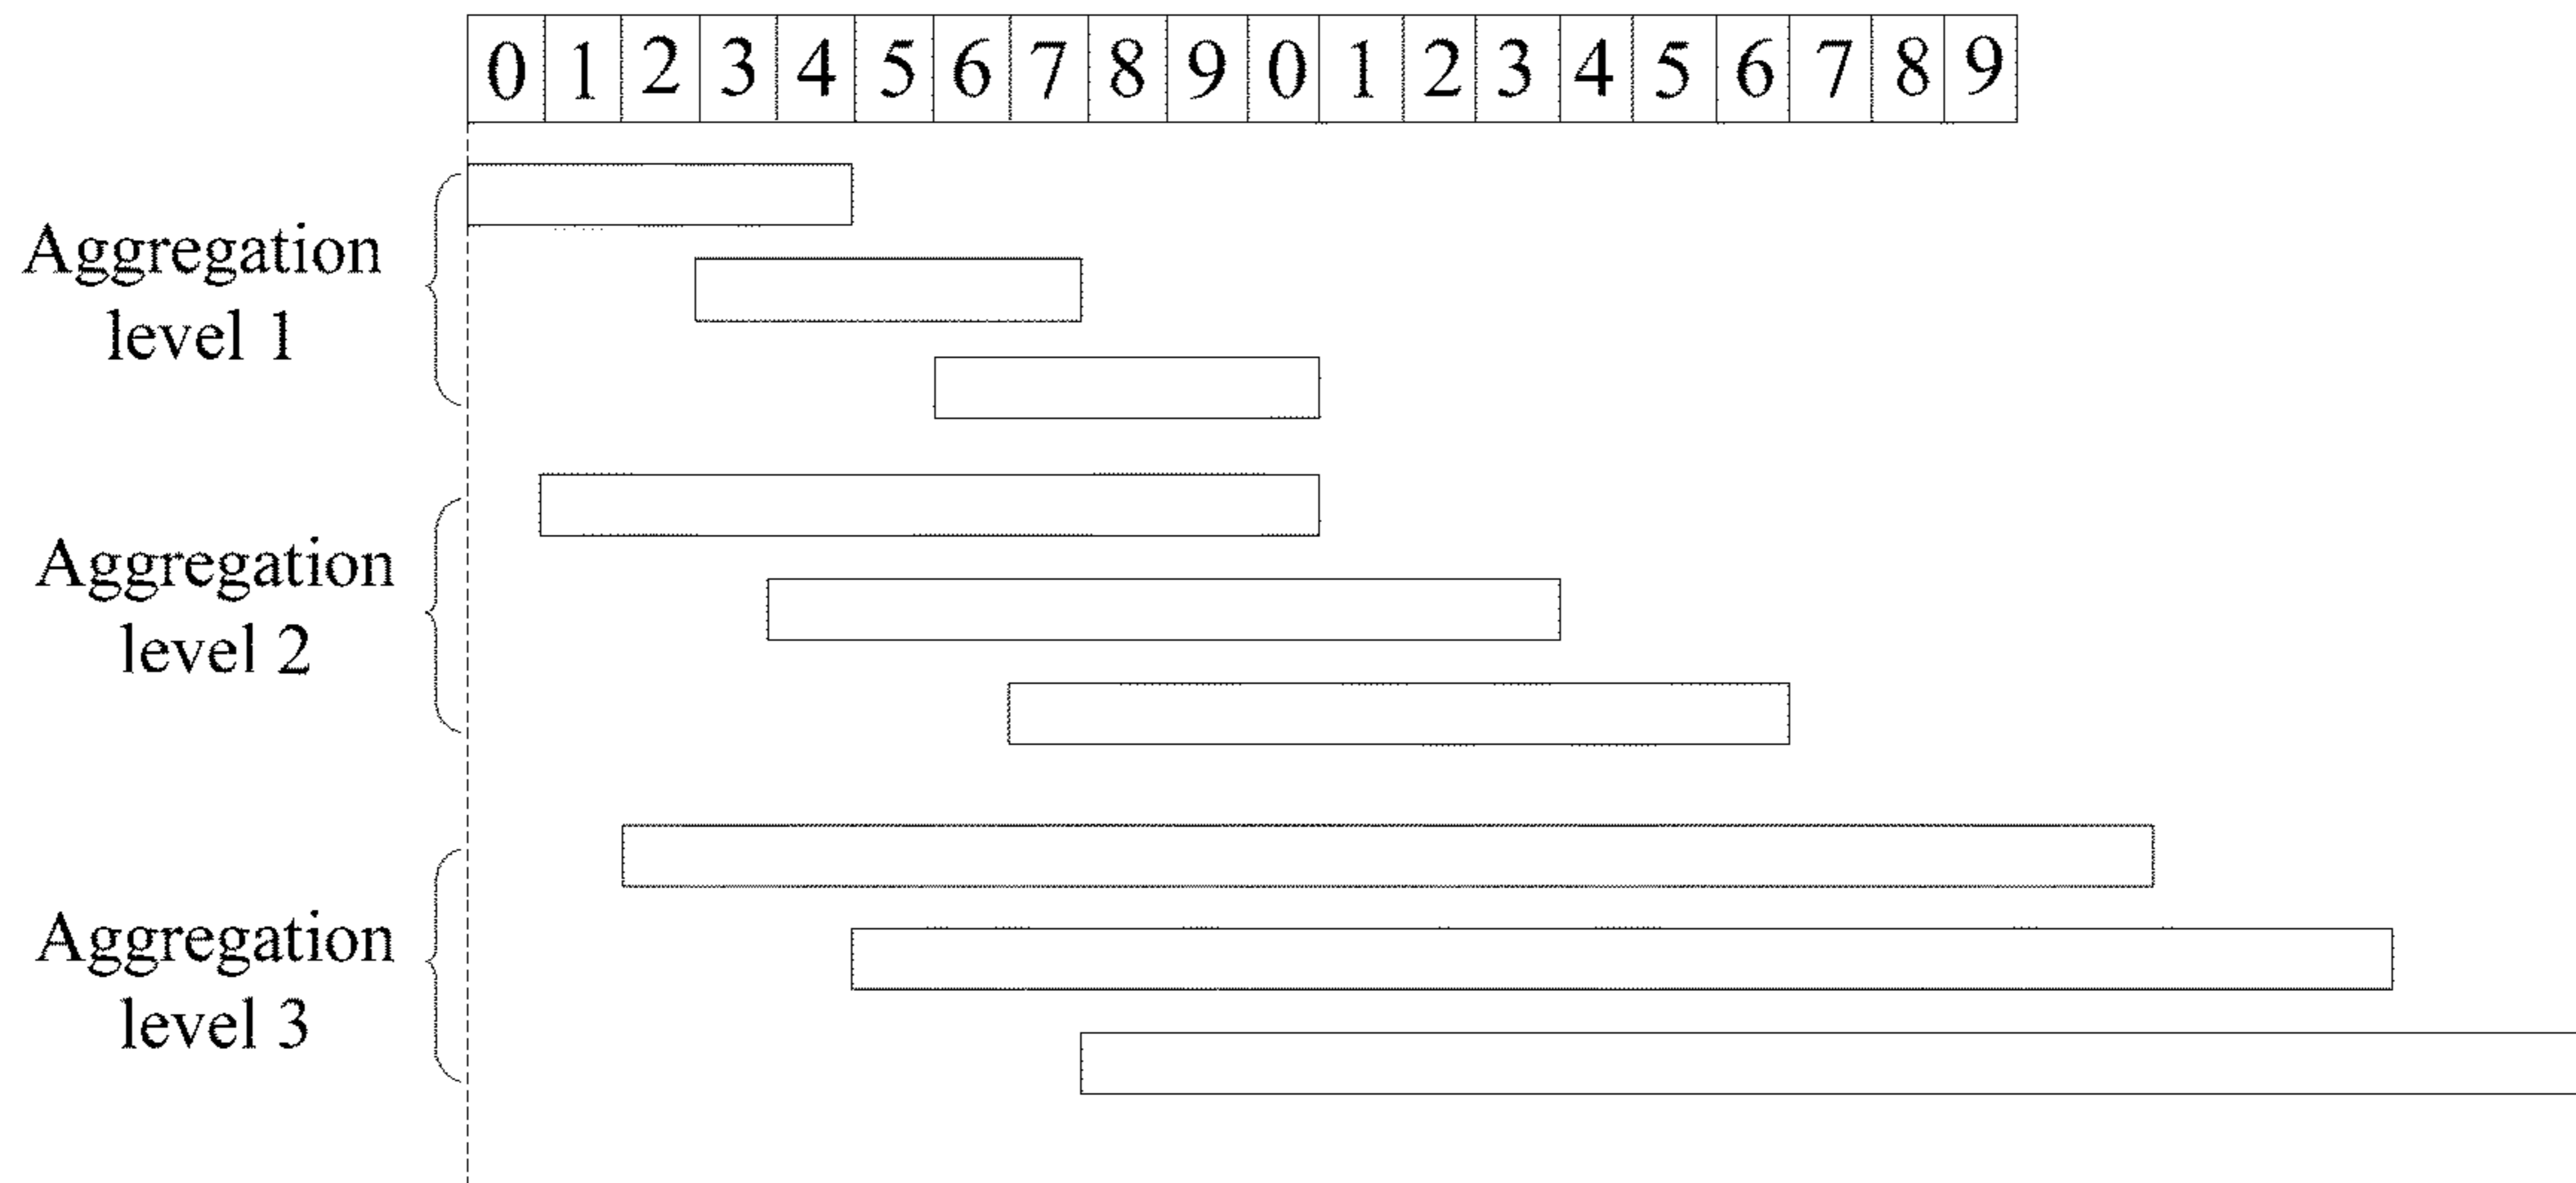 0 1 2 3 4 5 6 7 8 9 0 1 2 3 4 5 6 7 8 9
Aggregation
level 1
Aggregation
level 2
Aggregation
level 3